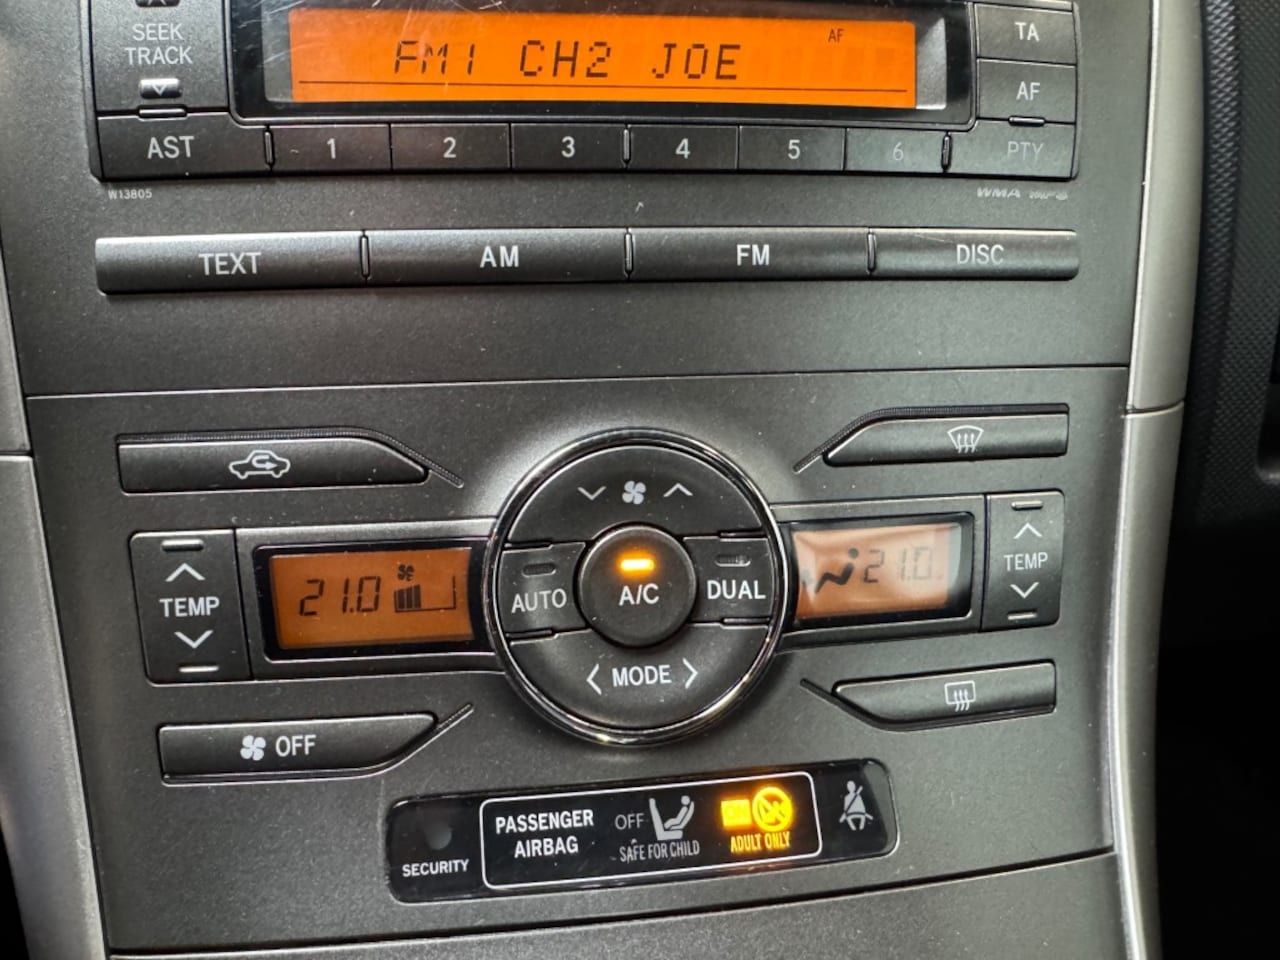 SEEK
TRACK
FM1 CH2 JOE
AF
TA
AF
AST 1 2 3 4 5 6 PTY
W13805
WMA
TEXT AM FM DISC
TEMP
21.0
AUTO
A/C
DUAL
21.0
TEMP
MODE
OFF
SECURITY
PASSENGER
AIRBAG
OFF
SAFE FOR CHILD
ON
ADULT ONLY